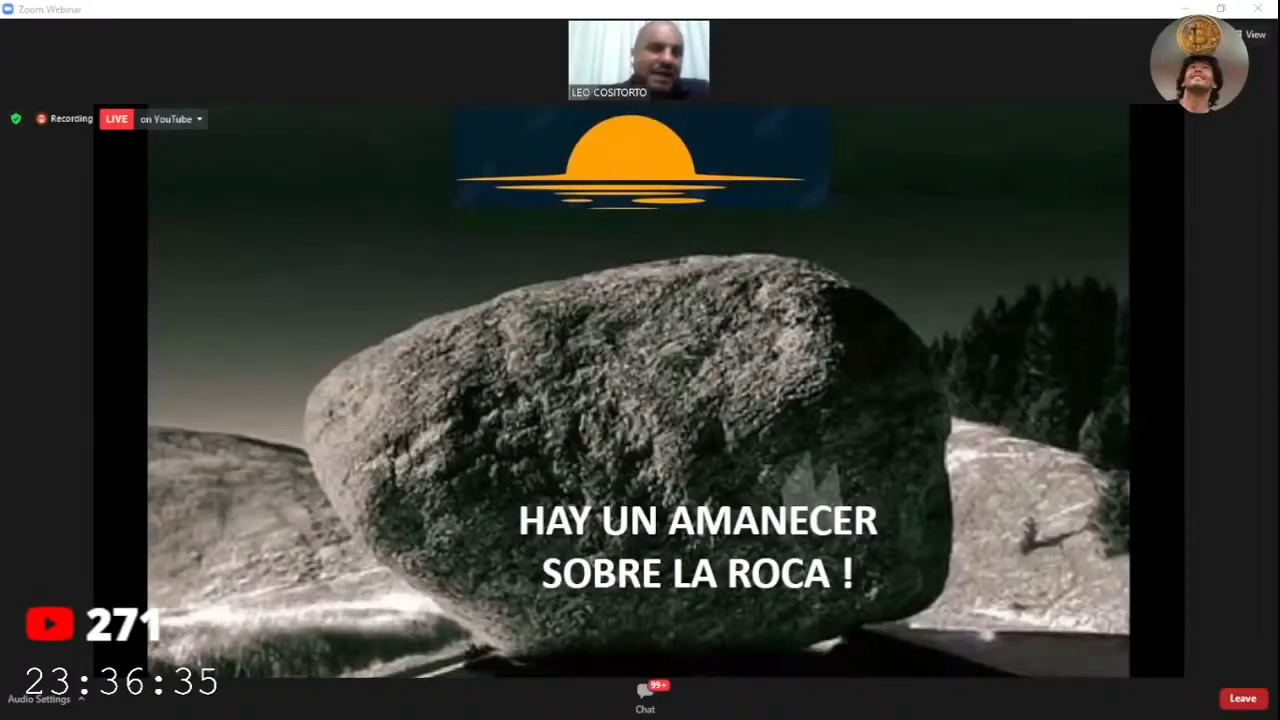 Zoom Webinar
View
LEO COSITORTO
Recording
LIVE on YouTube
HAY UN AMANECER
SOBRE LA ROCA !
271
23:36:35
Audio Settings
99+
Chat
Leave